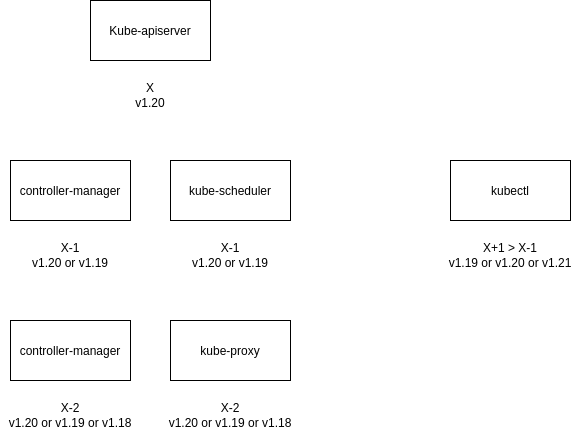 Kube-apiserver
X
v1.20
controller-manager
kube-scheduler
kubectl
X-1
X-1
X+1 > X-1
v1.20 or v1.19
v1.20 or v1.19
v1.19 or v1.20 or v1.21
controller-manager
kube-proxy
X-2
X-2
v1.20 or v1.19 or v1.18
v1.20 or v1.19 or v1.18